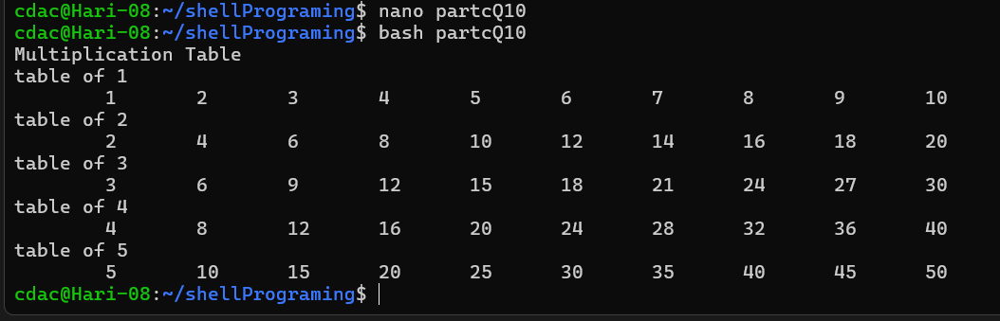 cdac@Hari-08:~/shellPrograming$ nano partcQ10
cdac@Hari-08:~/shellPrograming$ bash partcQ10
Multiplication Table
table of 1
        1       2       3       4       5       6       7       8       9       10
table of 2
        2       4       6       8       10      12      14      16      18      20
table of 3
        3       6       9       12      15      18      21      24      27      30
table of 4
        4       8       12      16      20      24      28      32      36      40
table of 5
        5       10      15      20      25      30      35      40      45      50
cdac@Hari-08:~/shellPrograming$